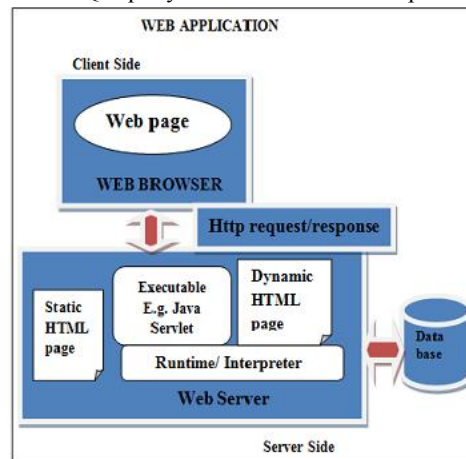 WEB APPLICATION
Client Side
Web page
WEB BROWSER
Http request/response
Static
HTML
page
Executable
E.g. Java
Servlet
Dynamic
HTML
page
Runtime/ Interpreter
Web Server
Data
base
Server Side